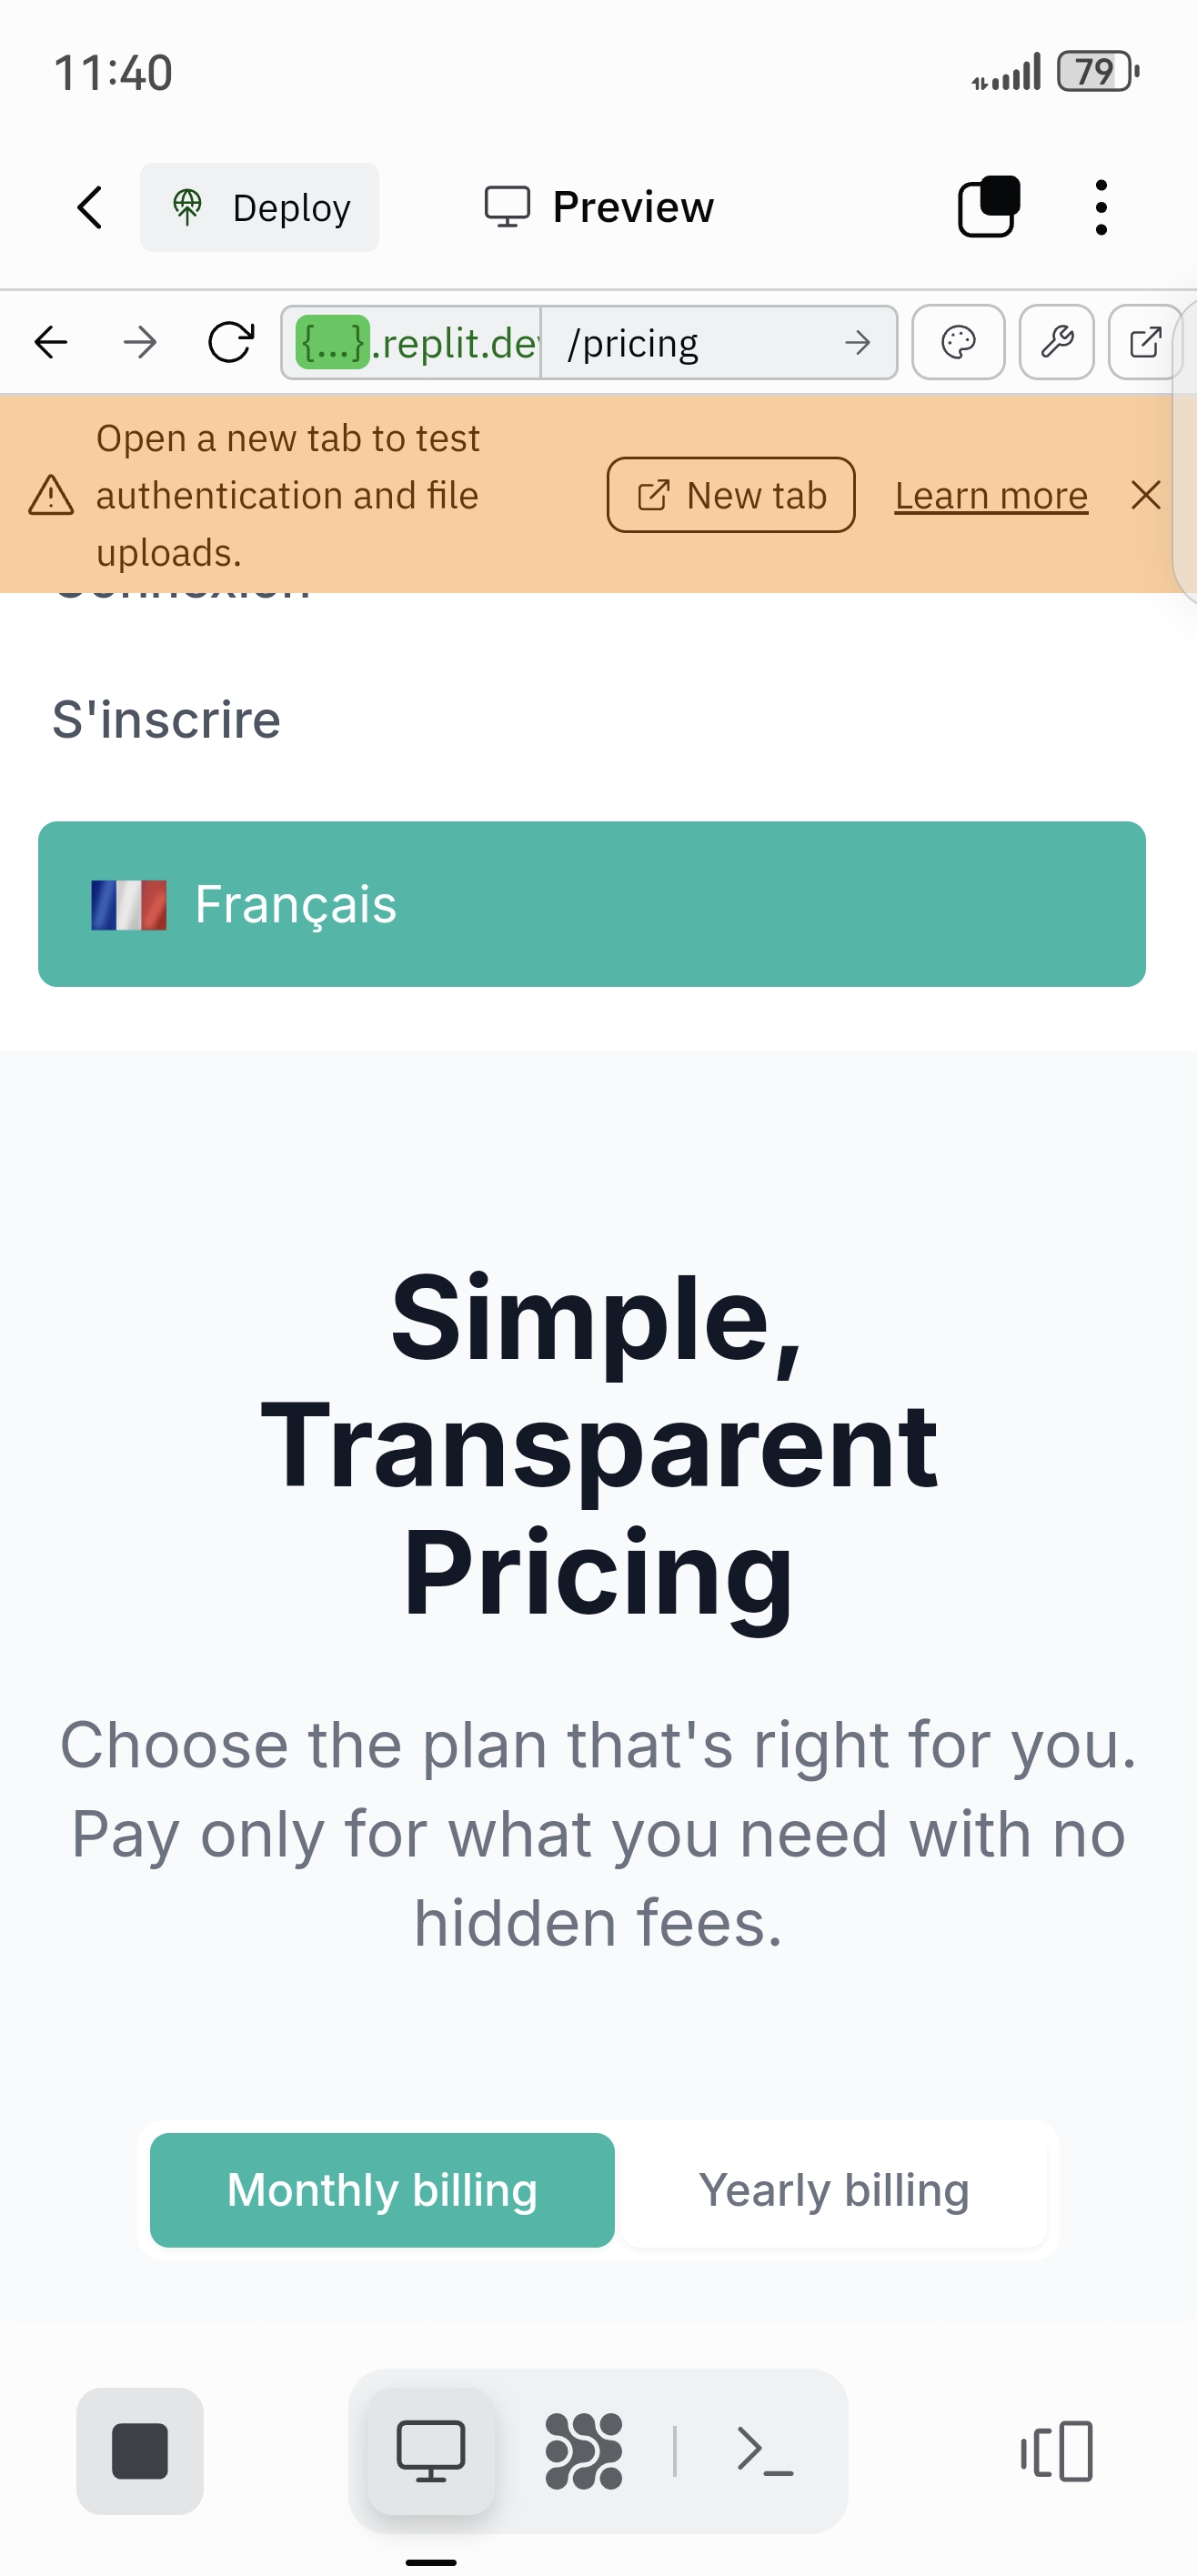 11:40
79
Deploy
Preview
{...}.replit.de
/pricing
Open a new tab to test
authentication and file
uploads.
New tab
Learn more
S'inscrire
Français
Simple,
Transparent
Pricing
Choose the plan that's right for you.
Pay only for what you need with no
hidden fees.
Monthly billing
Yearly billing